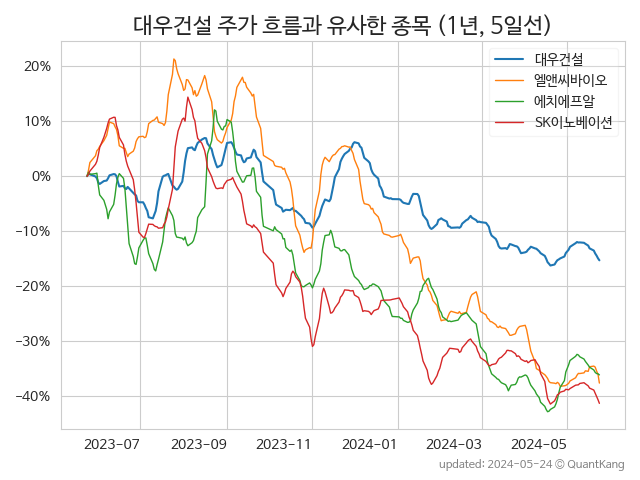 대우건설 주가 흐름과 유사한 종목 (1년, 5일선)
대우건설
엘앤씨바이오
에치에프알
SK이노베이션
20%
10%
0%
−10%
−20%
−30%
−40%
2023−07
2023−09
2023−11
2024−01
2024−03
2024−05
updated: 2024−05−24 © QuantKang